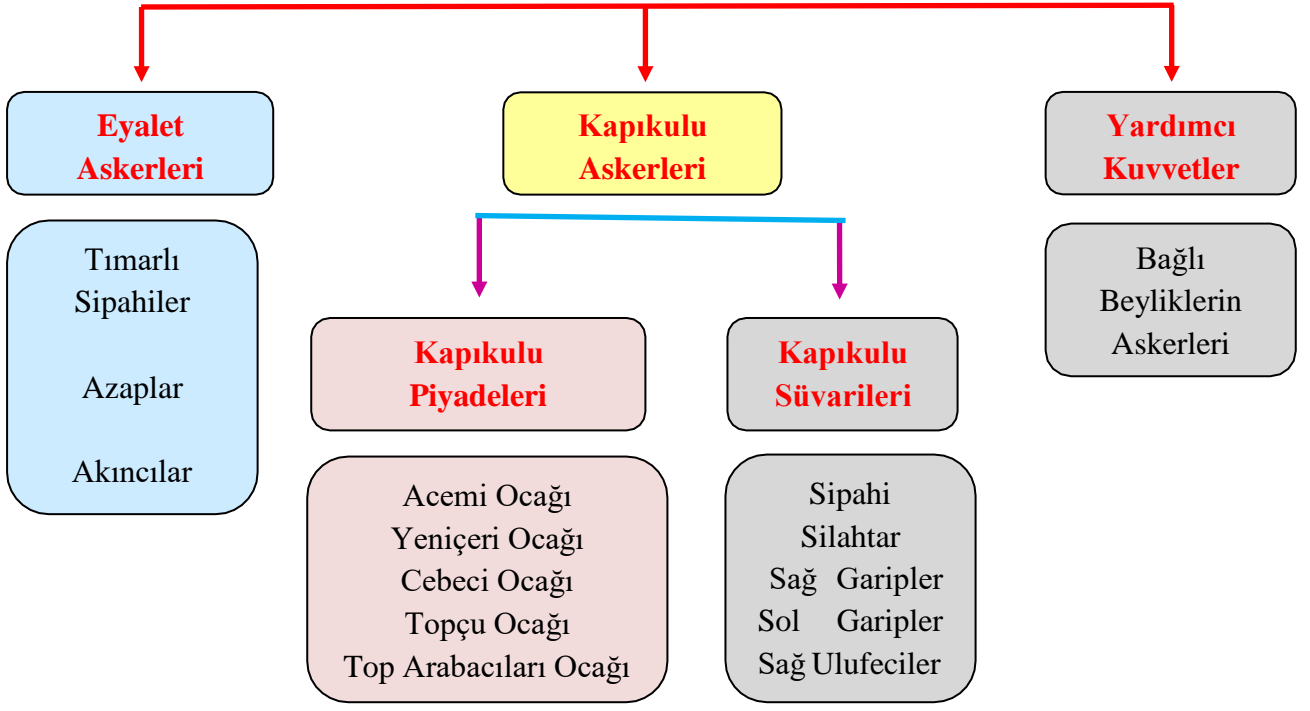 Eyalet
Askerleri
Kapıkulu
Askerleri
Yardımcı
Kuvvetler
Tımarlı
Sipahiler
Azaplar
Akıncılar
Bağlı
Beyliklerin
Askerleri
Kapıkulu
Piyadeleri
Kapıkulu
Süvarileri
Acemi Ocağı
Yeniçeri Ocağı
Cebeci Ocağı
Topçu Ocağı
Top Arabacıları Ocağı
Sipahi
Silahtar
Sağ Garipler
Sol Garipler
Sağ Ulufeciler